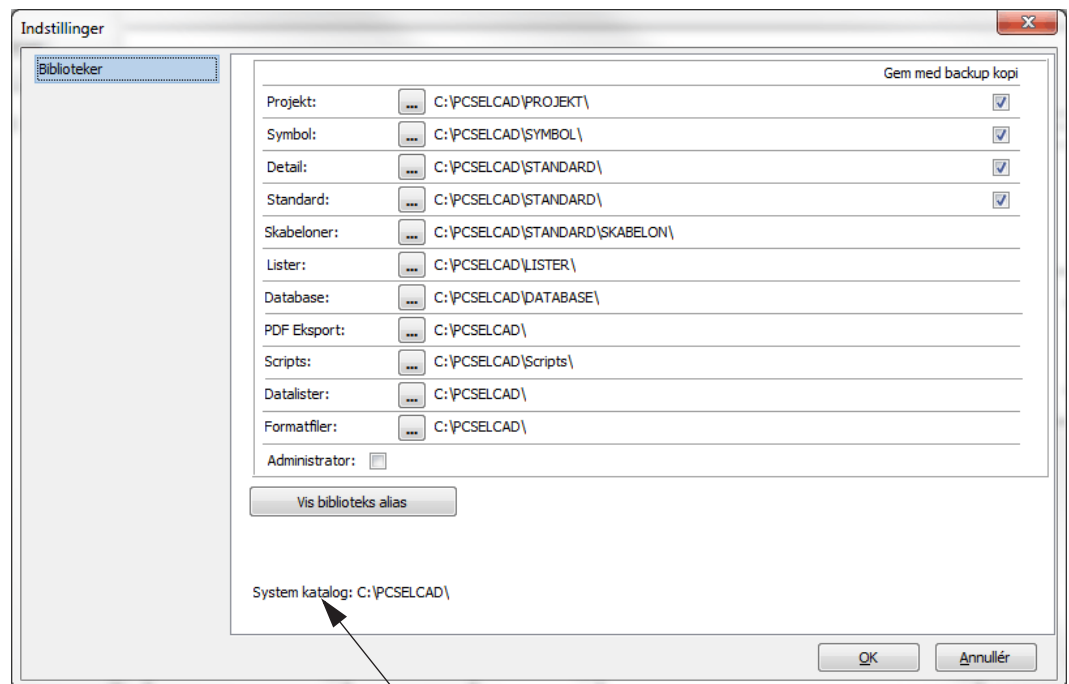 Indstillinger
Biblioteker
Gem med backup kopi
Projekt: ... C:\PCSELCAD\PROJEKT\
Symbol: ... C:\PCSELCAD\SYMBOL\
Detail: ... C:\PCSELCAD\STANDARD\
Standard: ... C:\PCSELCAD\STANDARD\
Skabeloner: ... C:\PCSELCAD\STANDARD\SKABELON\
Lister: ... C:\PCSELCAD\LISTER\
Database: ... C:\PCSELCAD\DATABASE\
PDF Eksport: ... C:\PCSELCAD\
Scripts: ... C:\PCSELCAD\Scripts\
Datalister: ... C:\PCSELCAD\
Formatfiler: ... C:\PCSELCAD\
Administrator:
Vis biblioteks alias
System katalog: C:\PCSELCAD\
OK Annullér